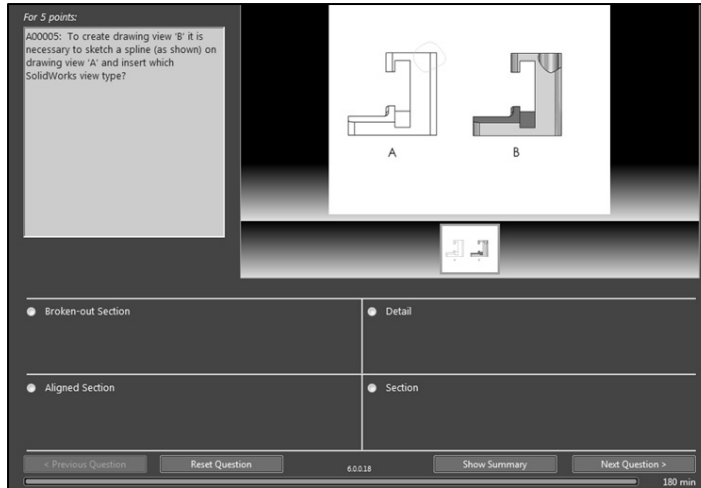 For 5 points:
A00005: To create drawing view 'B' it is
necessary to sketch a spline (as shown) on
drawing view 'A' and insert which
SolidWorks view type?
A
B
Broken-out Section
Detail
Aligned Section
Section
< Previous Question
Reset Question
6.0.0.18
Show Summary
Next Question >
180 min